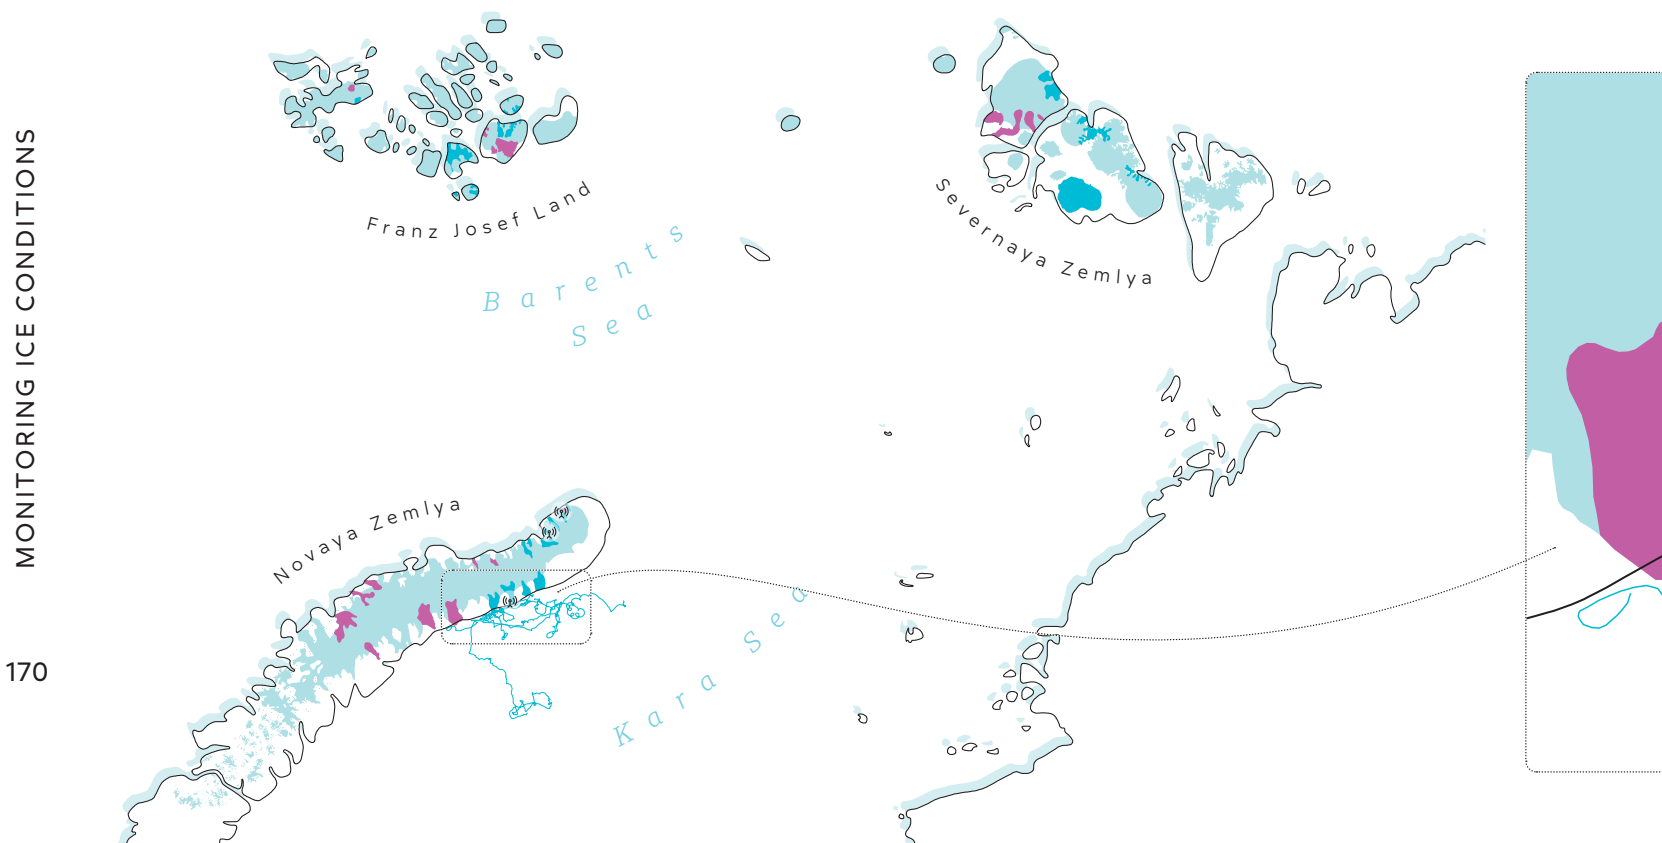 MONITORING ICE CONDITIONS
170
Franz Josef Land
Severnaya Zemlya
Barents
Sea
Novaya Zemlya
Kara Sea